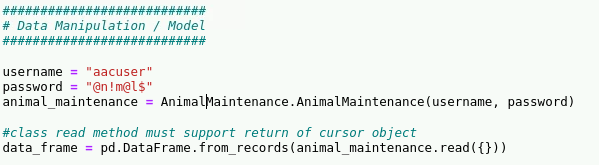 ###########################
# Data Manipulation / Model
###########################
username = "aacuser"
password = "@n!m@l$"
animal_maintenance = AnimalMaintenance.AnimalMaintenance(username, password)
#class read method must support return of cursor object
data_frame = pd.DataFrame.from_records(animal_maintenance.read({}))